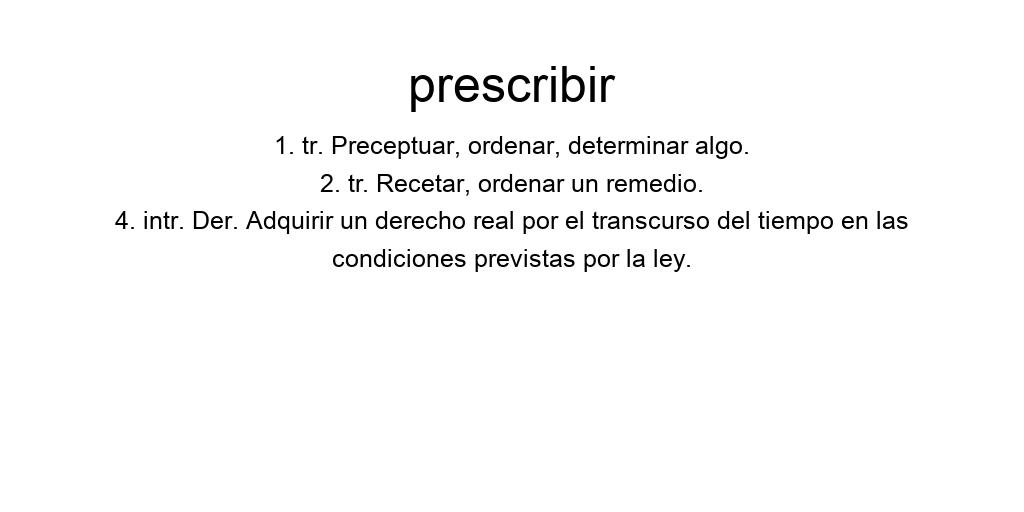 prescribir
1. tr. Preceptuar, ordenar, determinar algo.
2. tr. Recetar, ordenar un remedio.
4. intr. Der. Adquirir un derecho real por el transcurso del tiempo en las
condiciones previstas por la ley.